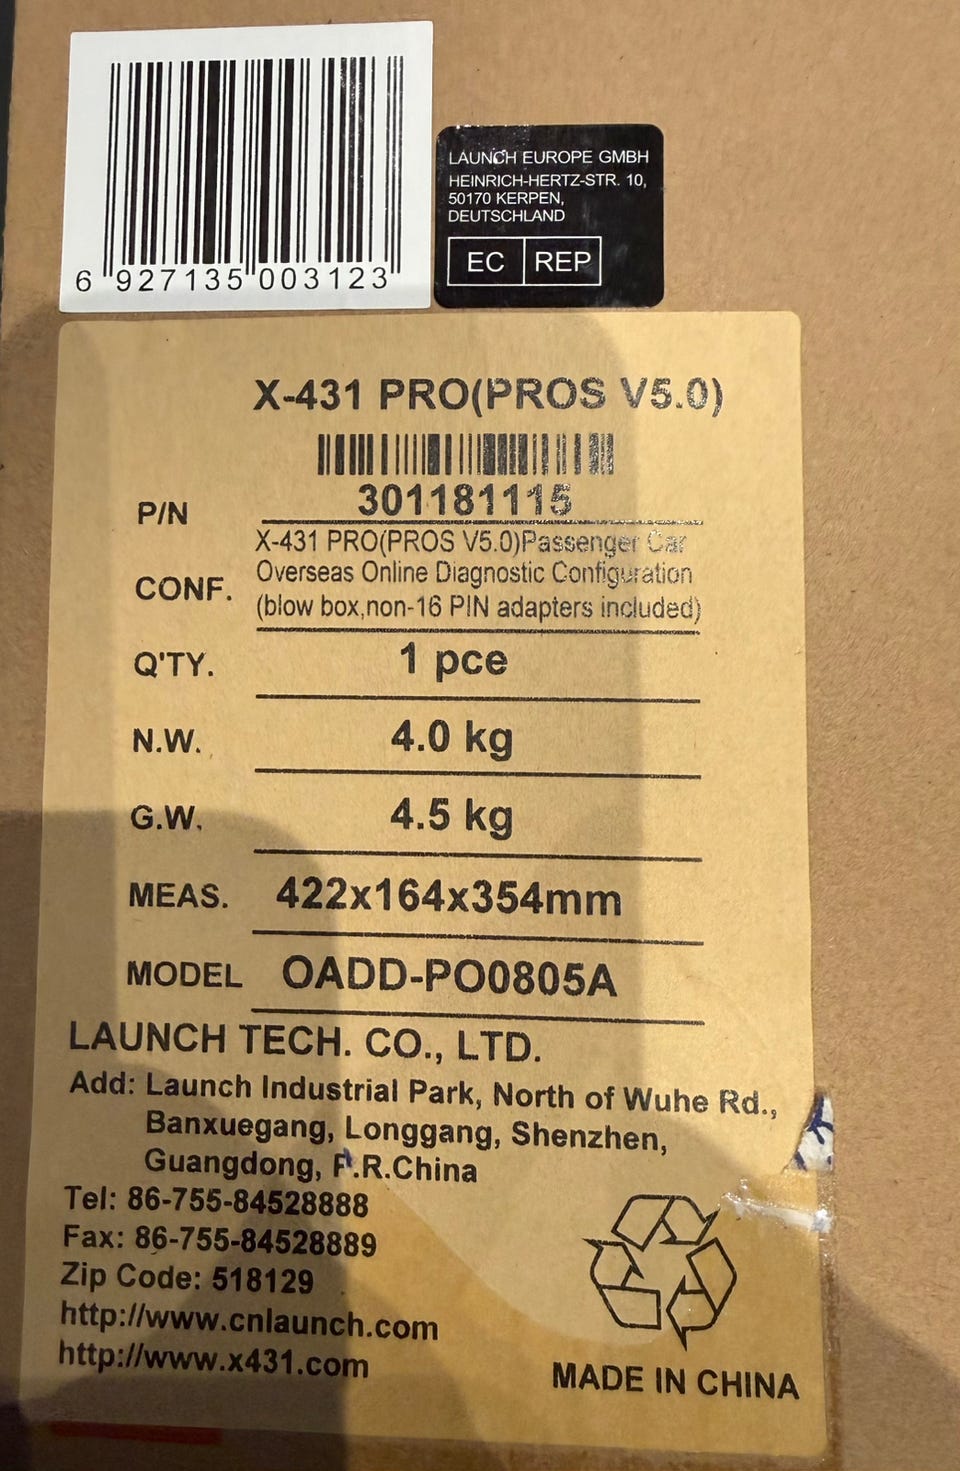 6 927135 003123
LAUNCH EUROPE GMBH
HEINRICH-HERTZ-STR. 10,
50170 KERPEN,
DEUTSCHLAND
EC REP
X-431 PRO(PROS V5.0)
P/N 301181115
CONF. X-431 PRO(PROS V5.0)Passenger Car
Overseas Online Diagnostic Configuration
(blow box,non-16 PIN adapters included)
Q'TY. 1 pce
N.W. 4.0 kg
G.W. 4.5 kg
MEAS. 422x164x354mm
MODEL OADD-PO0805A
LAUNCH TECH. CO., LTD.
Add: Launch Industrial Park, North of Wuhe Rd.,
Banxuegang, Longgang, Shenzhen,
Guangdong, P.R.China
Tel: 86-755-84528888
Fax: 86-755-84528889
Zip Code: 518129
http://www.cnlaunch.com
http://www.x431.com
MADE IN CHINA